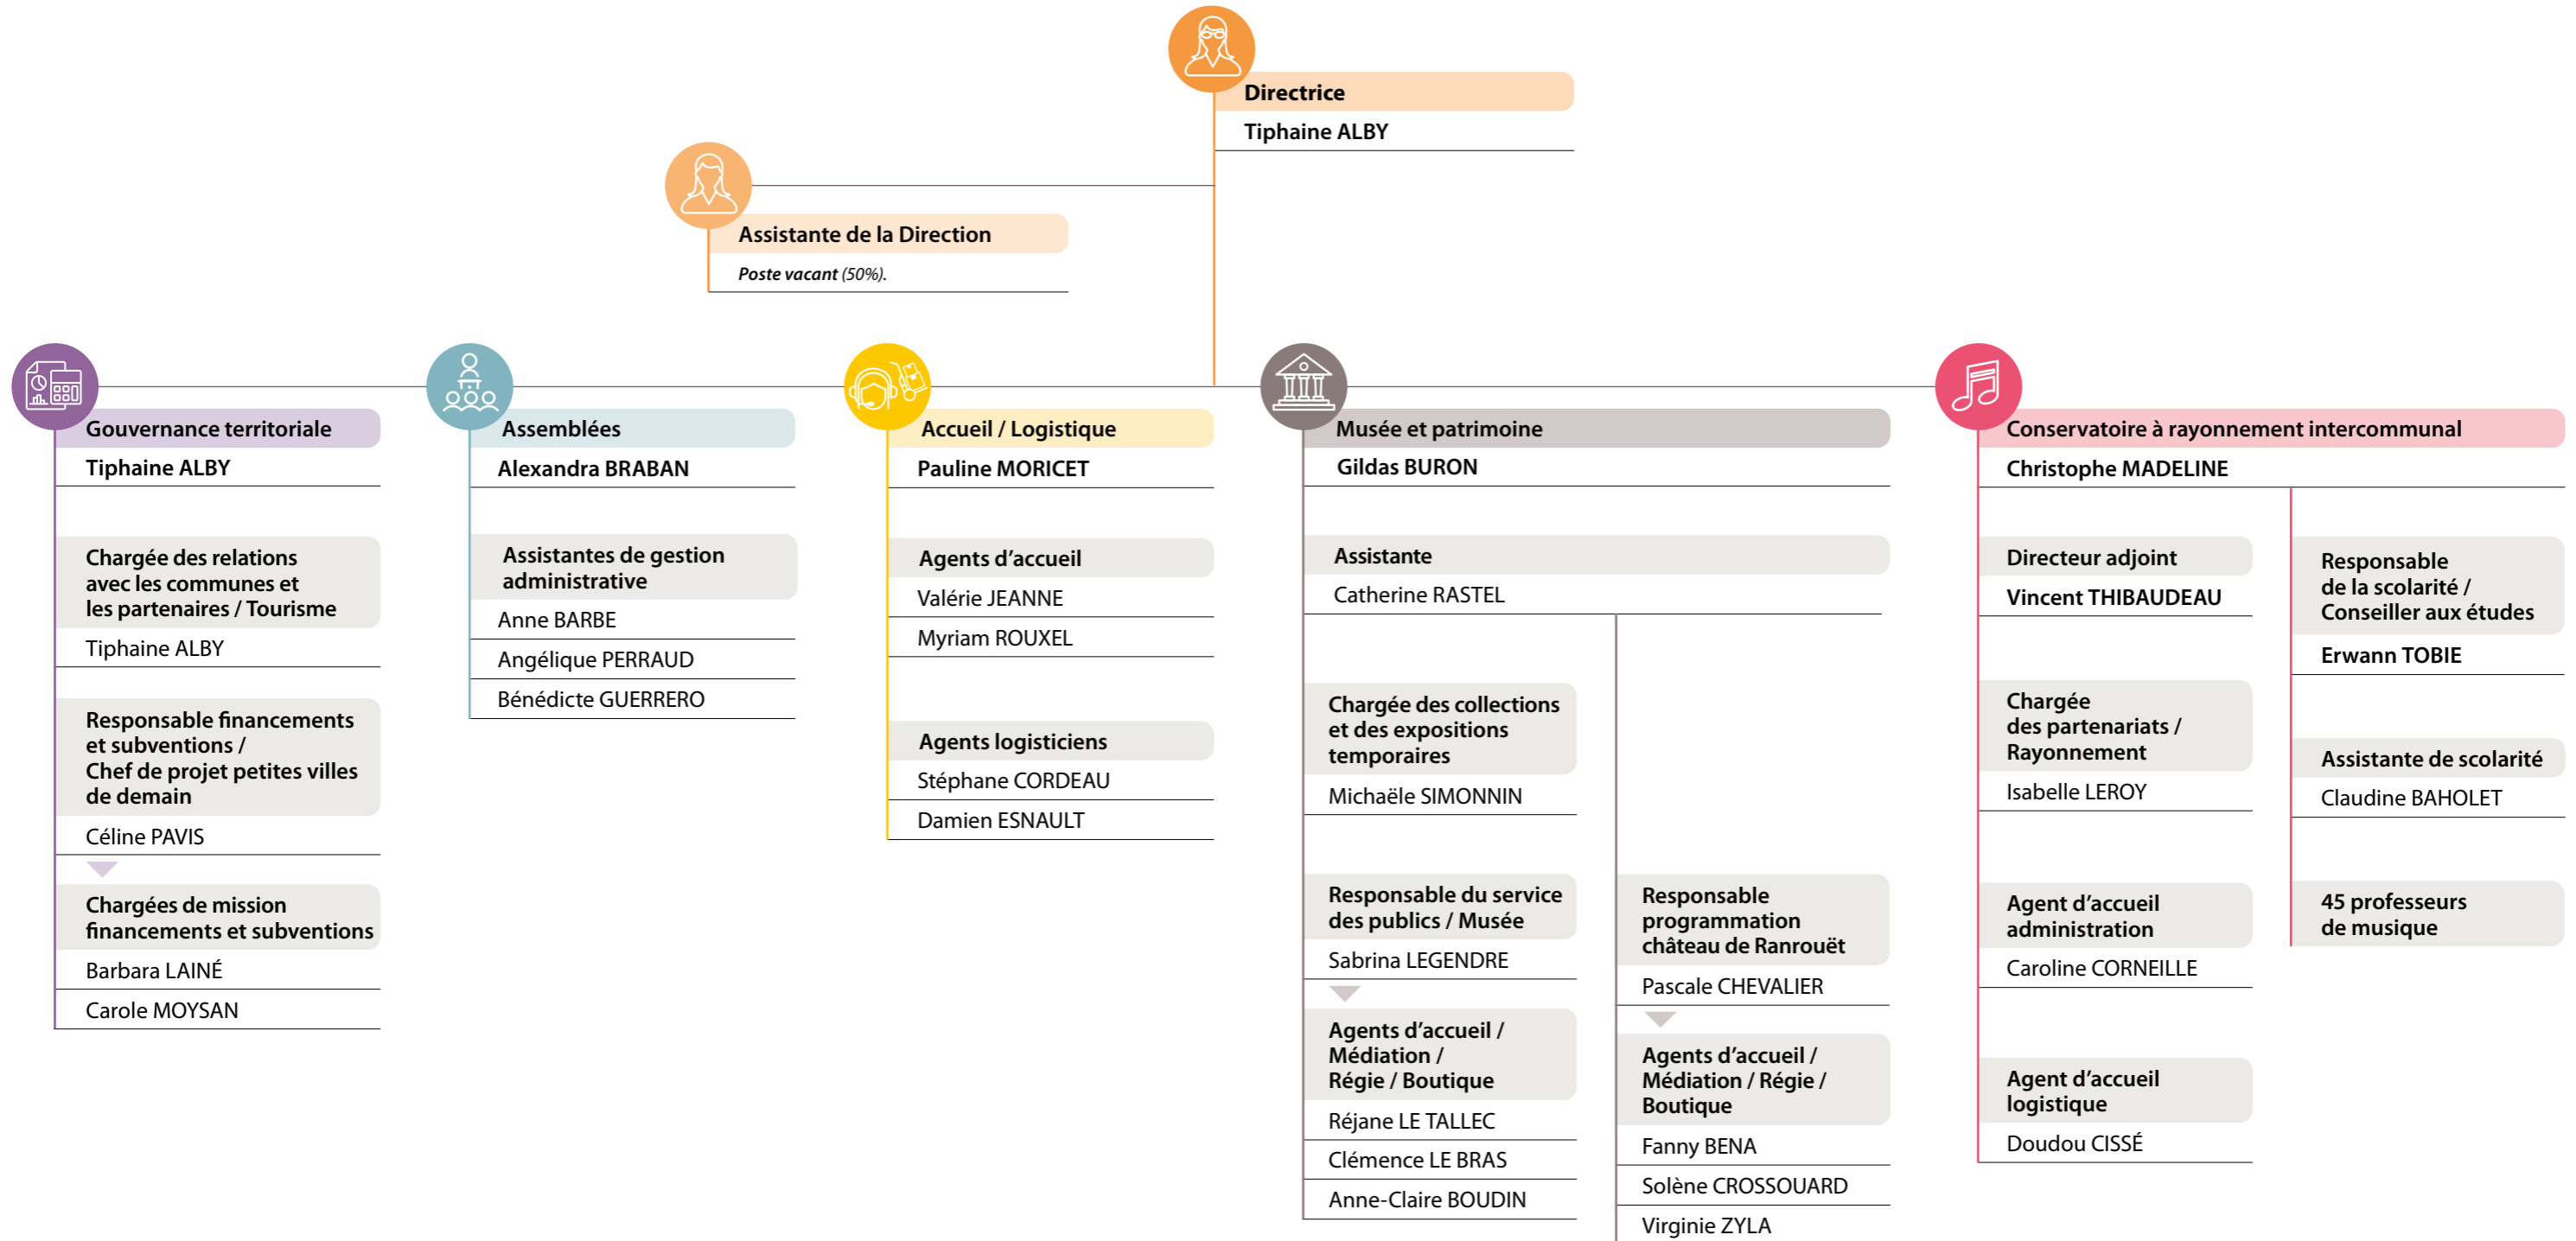 Directrice
Tiphaine ALBY
Assistante de la Direction
Poste vacant (50%).
Gouvernance territoriale
Tiphaine ALBY
Chargée des relations
avec les communes et
les partenaires / Tourisme
Tiphaine ALBY
Responsable financements
et subventions /
Chef de projet petites villes
de demain
Céline PAVIS
Chargées de mission
financements et subventions
Barbara LAINÉ
Carole MOYSAN
Assemblées
Alexandra BRABAN
Assistantes de gestion
administrative
Anne BARBE
Angélique PERRAUD
Bénédicte GUERRERO
Accueil / Logistique
Pauline MORICET
Agents d’accueil
Valérie JEANNE
Myriam ROUXEL
Agents logisticiens
Stéphane CORDEAU
Damien ESNAULT
Musée et patrimoine
Gildas BURON
Assistante
Catherine RASTEL
Chargée des collections
et des expositions
temporaires
Michaële SIMONNIN
Responsable du service
des publics / Musée
Sabrina LEGENDRE
Agents d’accueil /
Médiation /
Régie / Boutique
Réjane LE TALLEC
Clémence LE BRAS
Anne-Claire BOUDIN
Responsable
programmation
château de Ranrouët
Pascale CHEVALIER
Agents d’accueil /
Médiation / Régie /
Boutique
Fanny BENA
Solène CROSSOUARD
Virginie ZYLA
Conservatoire à rayonnement intercommunal
Christophe MADELINE
Directeur adjoint
Vincent THIBAUDEAU
Chargée
des partenariats /
Rayonnement
Isabelle LEROY
Agent d’accueil
administration
Caroline CORNEILLE
Agent d’accueil
logistique
Doudou CISSÉ
Responsable
de la scolarité /
Conseiller aux études
Erwann TOBIE
Assistante de scolarité
Claudine BAHOLET
45 professeurs
de musique